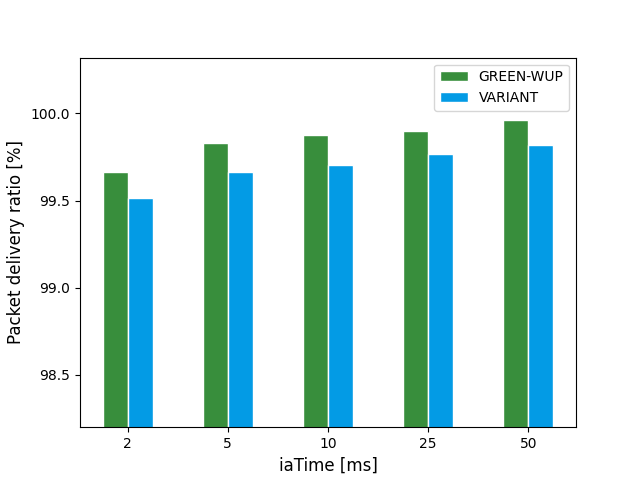 GREEN-WUP
VARIANT
100.0
99.5
99.0
98.5
Packet delivery ratio [%]
2 5 10 25 50
iaTime [ms]